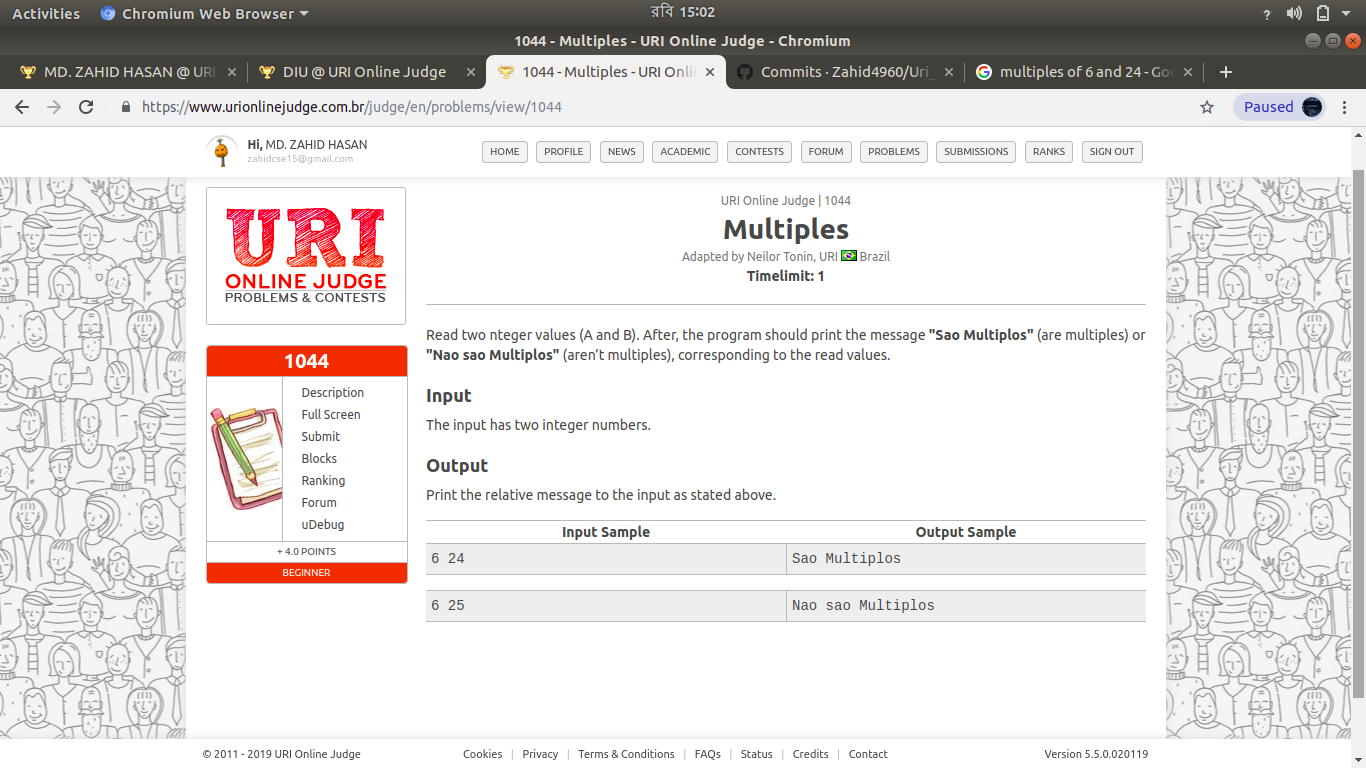 Activities Chromium Web Browser রবি 15:02 ?
1044 - Multiples - URI Online Judge - Chromium
MD. ZAHID HASAN @ URI DIU @ URI Online Judge 1044 - Multiples - URI Onli Commits · Zahid4960/Uri_ multiples of 6 and 24 - Goo
https://www.urionlinejudge.com.br/judge/en/problems/view/1044 Paused
Hi, MD. ZAHID HASAN
zahidcse15@gmail.com
HOME PROFILE NEWS ACADEMIC CONTESTS FORUM PROBLEMS SUBMISSIONS RANKS SIGN OUT
URI
ONLINE JUDGE
PROBLEMS & CONTESTS
1044
Description
Full Screen
Submit
Blocks
Ranking
Forum
uDebug
+ 4.0 POINTS
BEGINNER
URI Online Judge | 1044
Multiples
Adapted by Neilor Tonin, URI Brazil
Timelimit: 1
Read two nteger values (A and B). After, the program should print the message "Sao Multiplos" (are multiples) or
"Nao sao Multiplos" (aren’t multiples), corresponding to the read values.
Input
The input has two integer numbers.
Output
Print the relative message to the input as stated above.
Input Sample Output Sample
6 24 Sao Multiplos
6 25 Nao sao Multiplos
© 2011 - 2019 URI Online Judge Cookies | Privacy | Terms & Conditions | FAQs | Status | Credits | Contact Version 5.5.0.020119